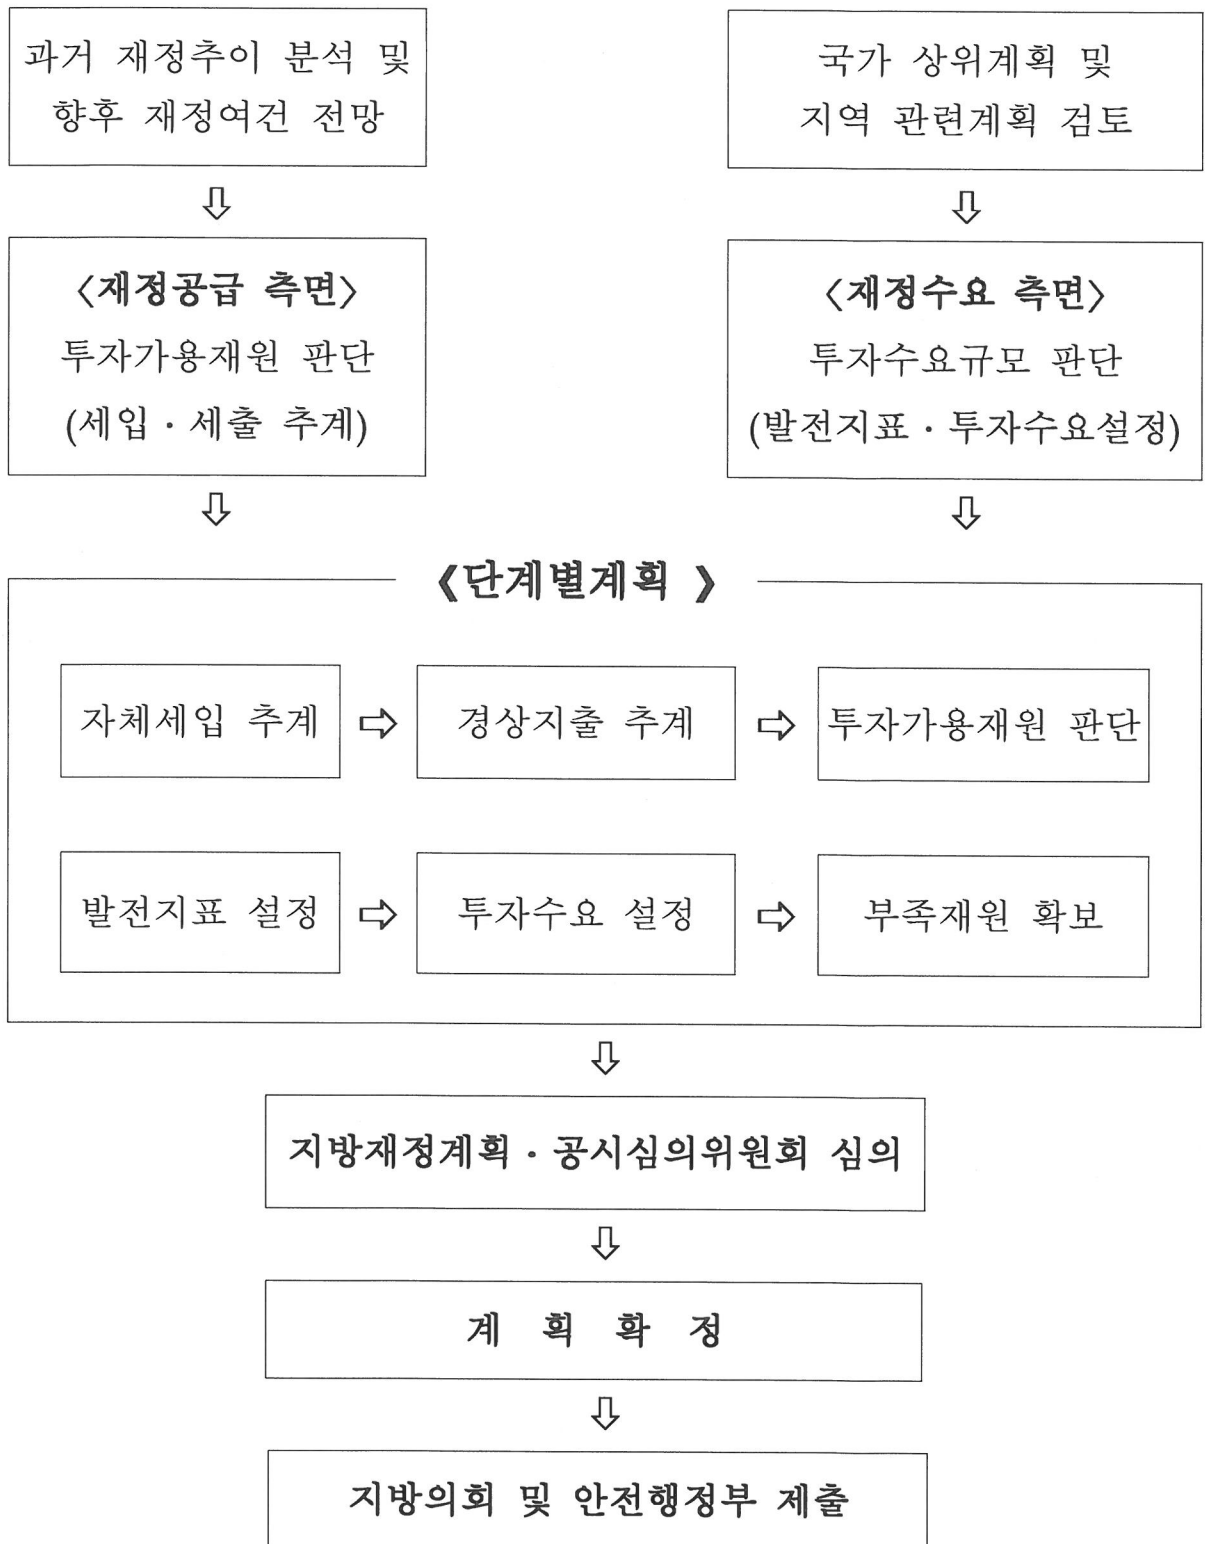 과거 재정추이 분석 및
향후 재정여건 전망
국가 상위계획 및
지역 관련계획 검토
⇩
⇩
<재정공급 측면>
투자가용재원 판단
(세입 · 세출 추계)
<재정수요 측면>
투자수요규모 판단
(발전지표 · 투자수요설정)
⇩
⇩
《단계별계획 》
자체세입 추계 ⇨ 경상지출 추계 ⇨ 투자가용재원 판단
발전지표 설정 ⇨ 투자수요 설정 ⇨ 부족재원 확보
⇩
지방재정계획 · 공시심의위원회 심의
⇩
계 획 확 정
⇩
지방의회 및 안전행정부 제출